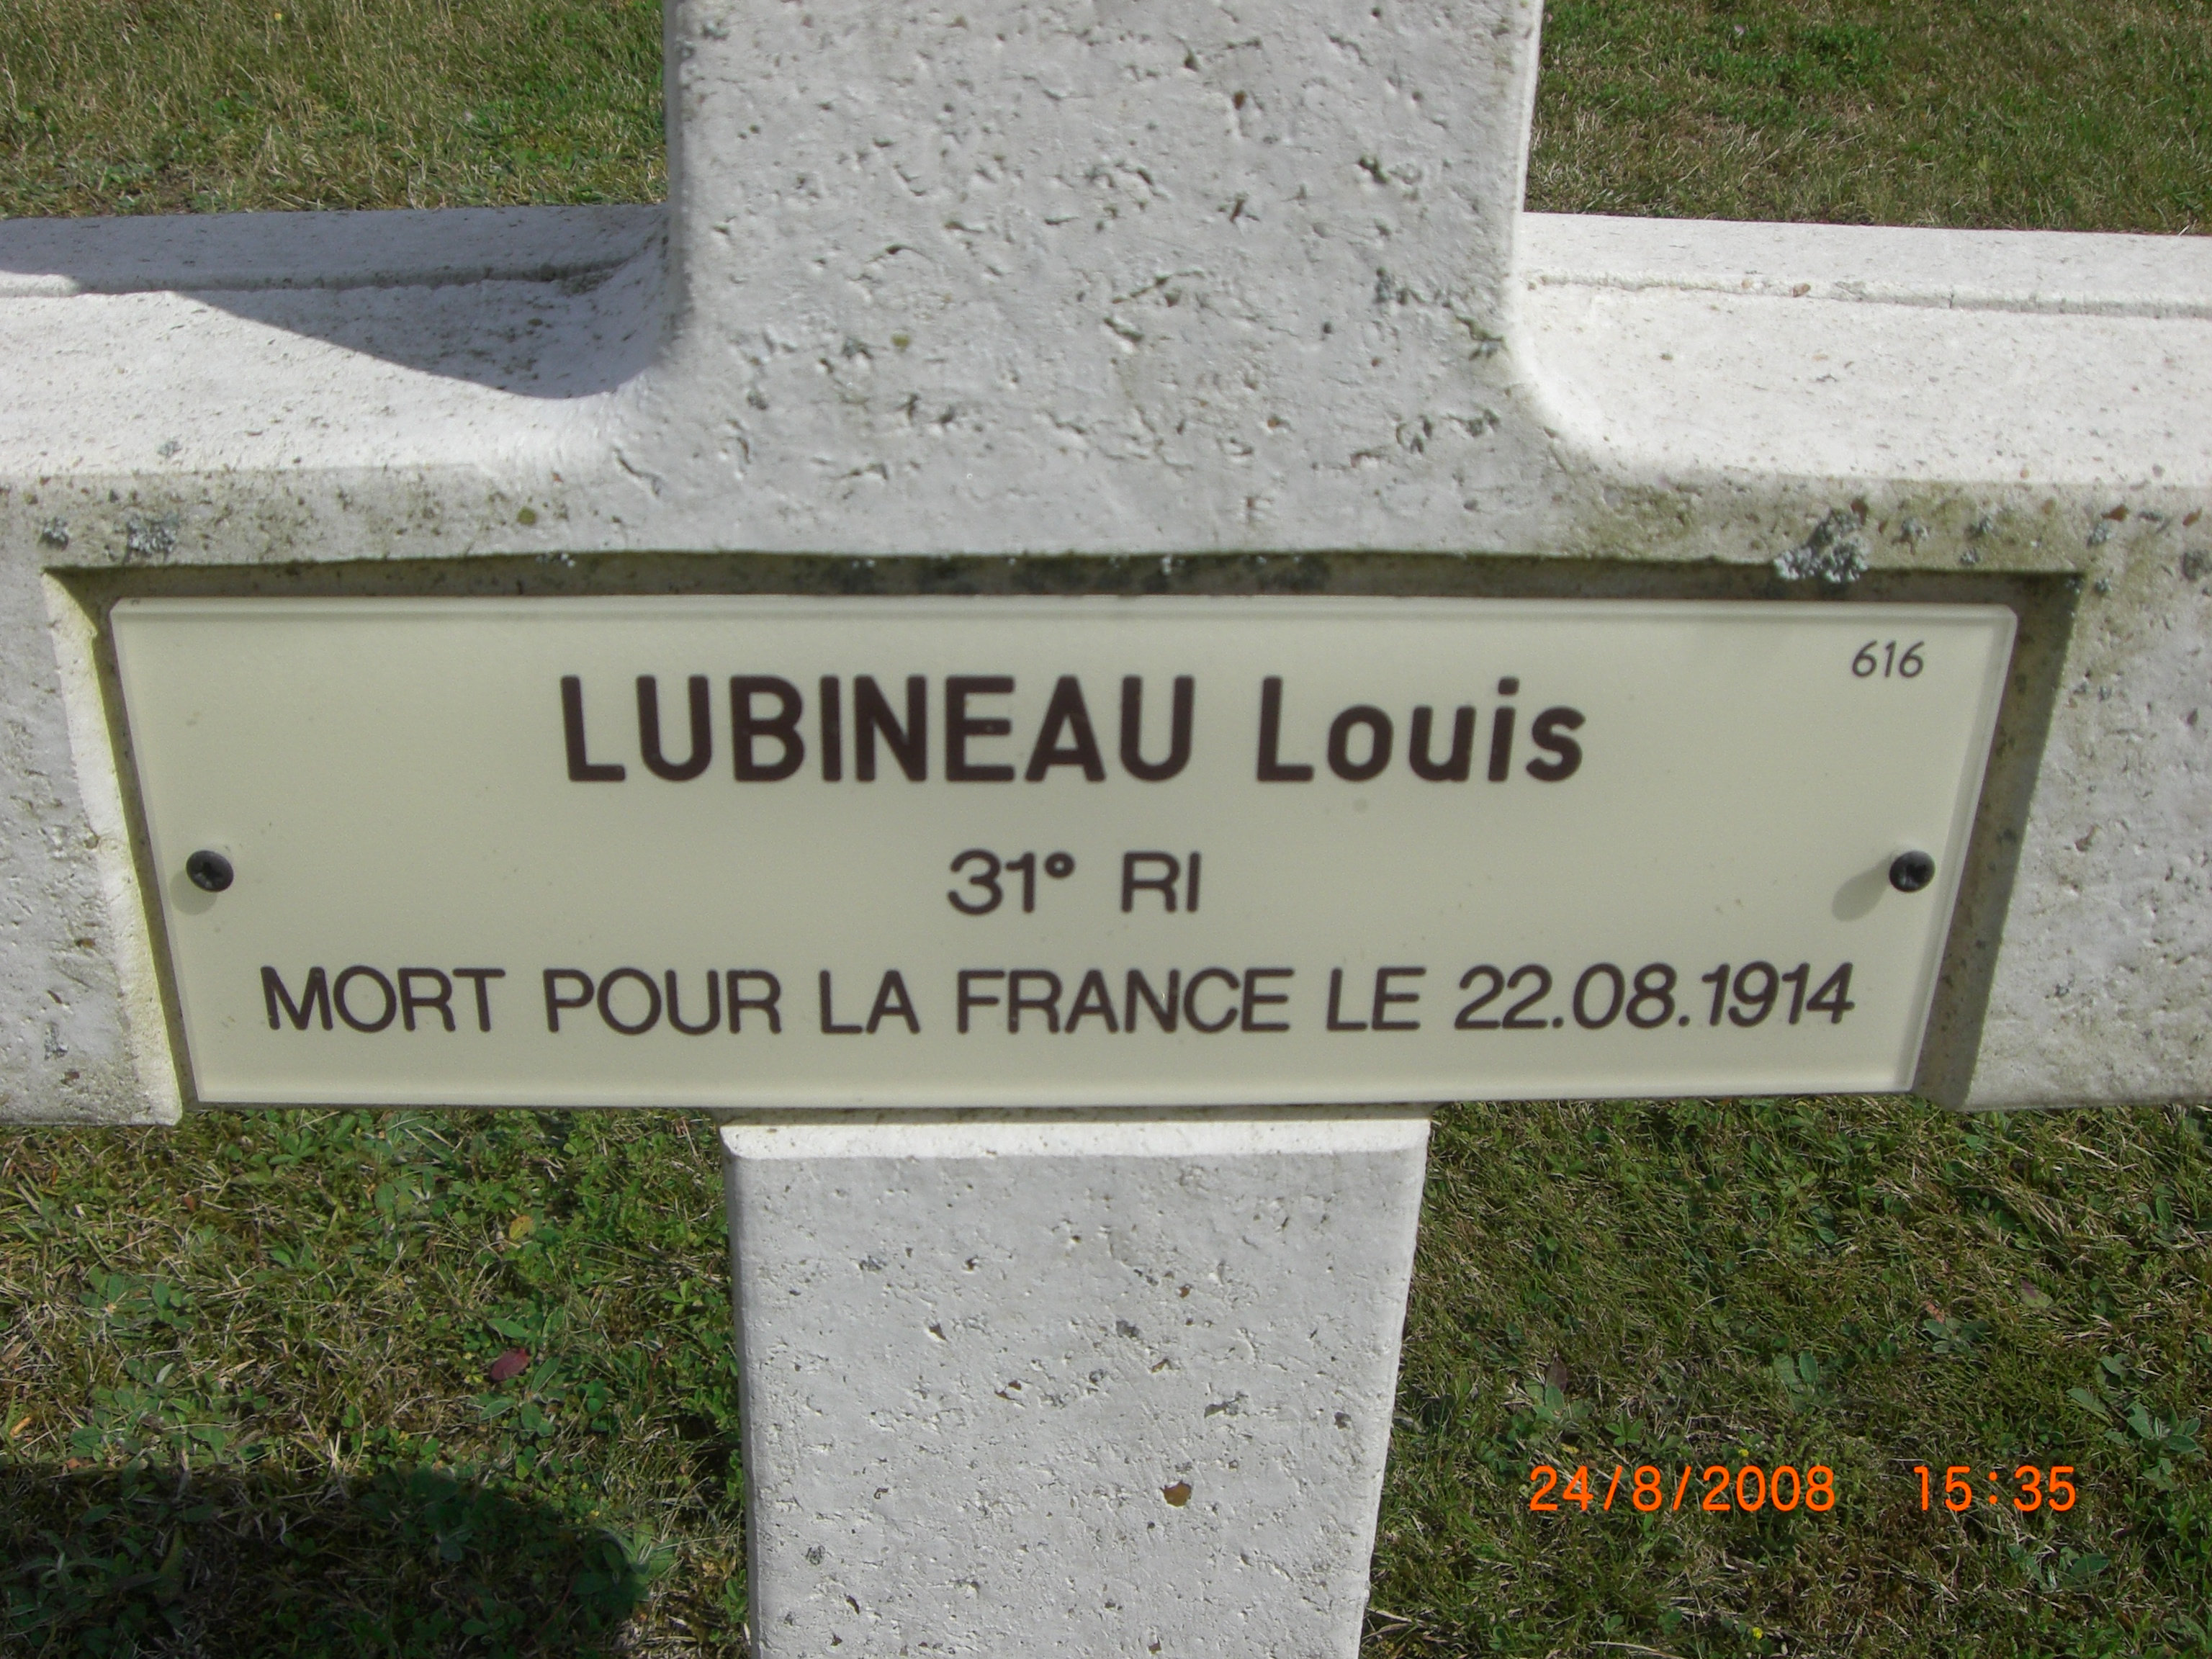 616
LUBINEAU Louis
31° RI
MORT POUR LA FRANCE LE 22.08.1914
24/8/2008 15:35